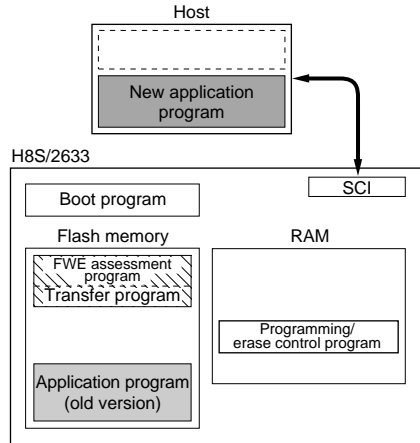 Host
New application
program
H8S/2633
SCI
Boot program
Flash memory
RAM
FWE assessment
program
Transfer program
Programming/
erase control program
Application program
(old version)